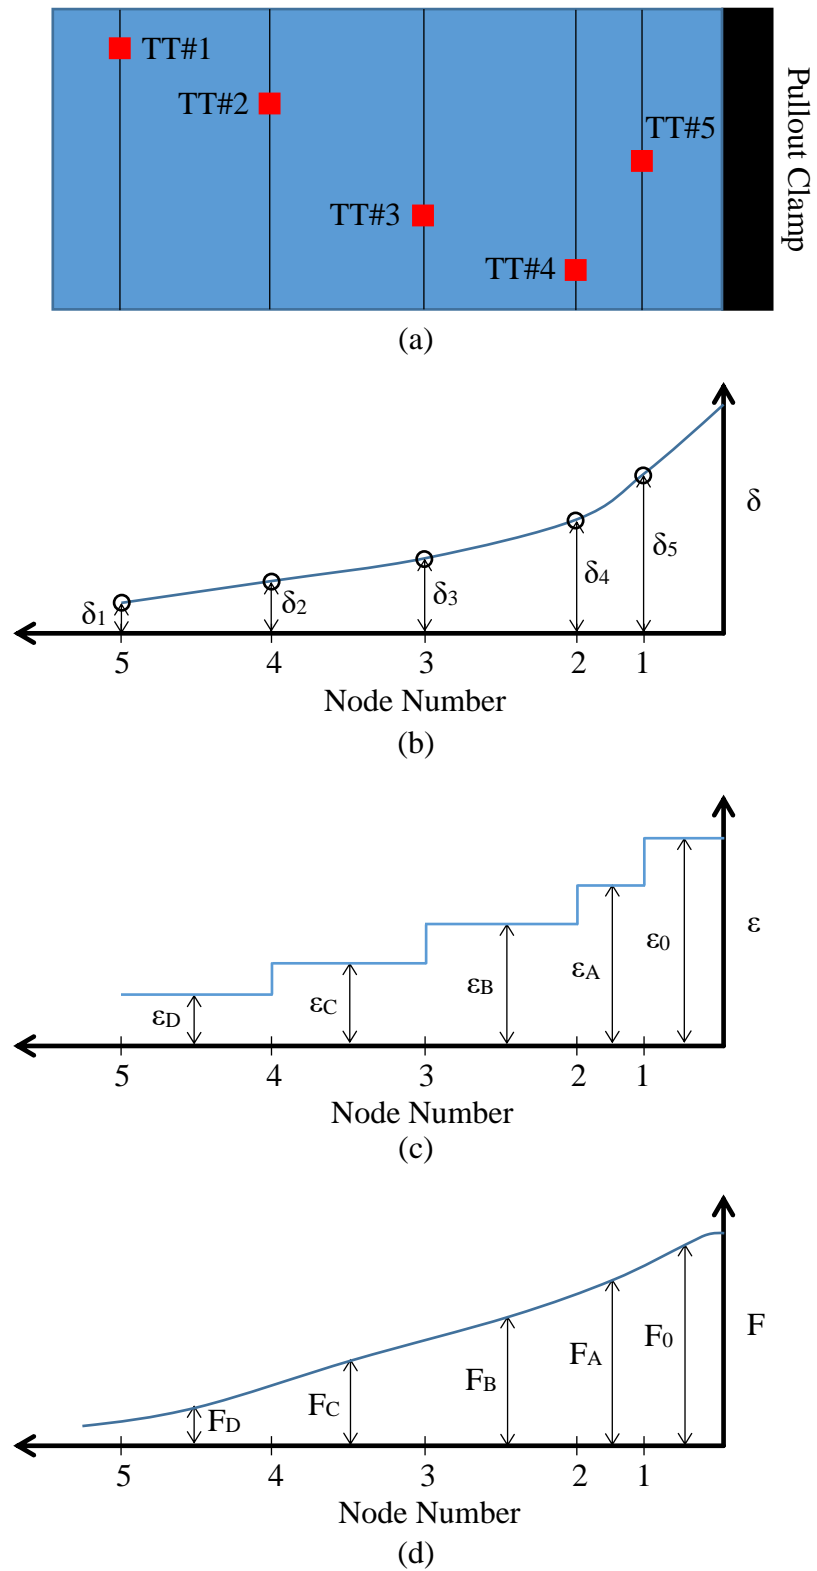 TT#1
TT#2
TT#5
TT#3
TT#4
Pullout Clamp
(a)
δ
δ5
δ4
δ3
δ2
δ1
5 4 3 2 1
Node Number
(b)
ε
ε0
εA
εB
εC
εD
5 4 3 2 1
Node Number
(c)
F
F0
FA
FB
FC
FD
5 4 3 2 1
Node Number
(d)